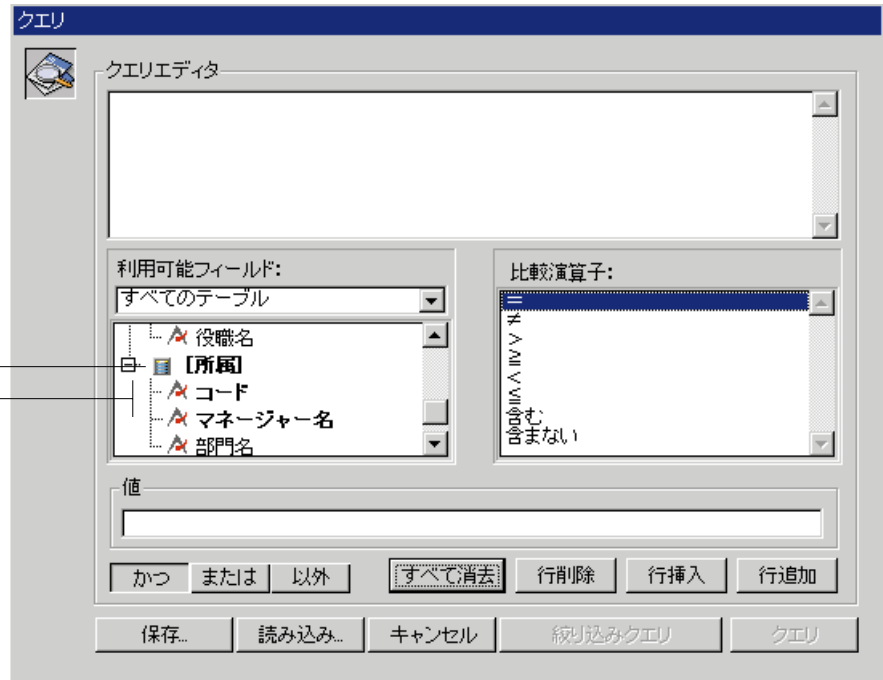 クエリ
クエリエディタ
利用可能フィールド:
すべてのテーブル
役職名
[所属]
コード
マネージャー名
部門名
比較演算子:
=
≠
>
≧
<
≦
含む
含まない
値
かつ または 以外 すべて消去 行削除 行挿入 行追加
保存... 読み込み... キャンセル 絞り込みクエリ クエリ